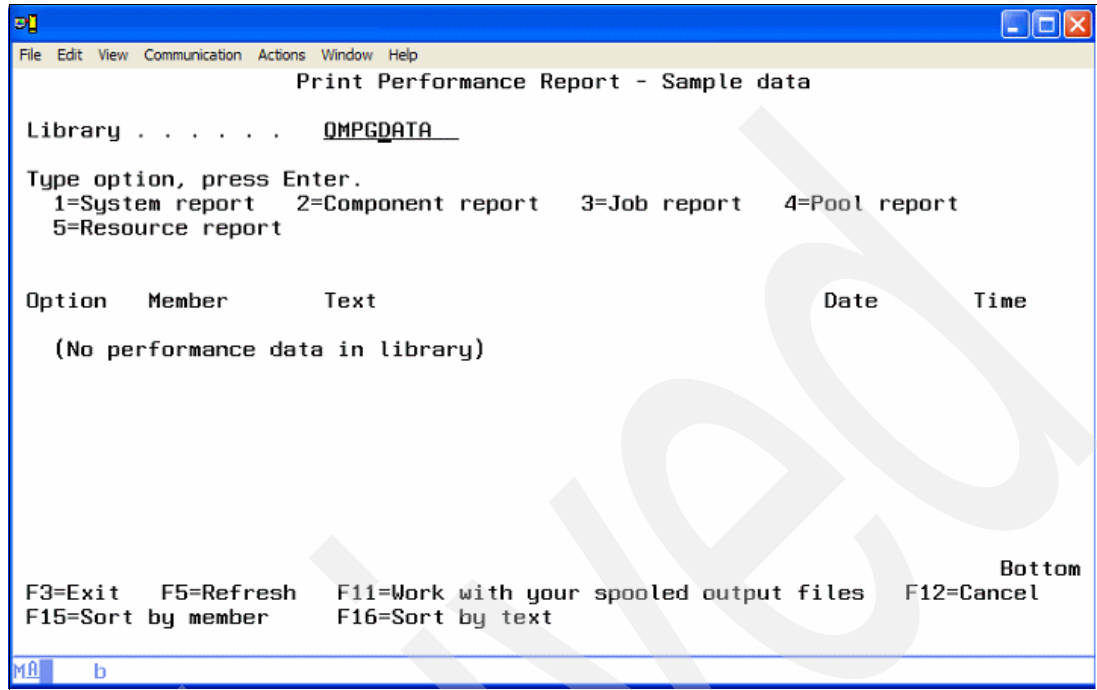 File Edit View Communication Actions Window Help
Print Performance Report - Sample data
Library . . . . . . QMPGDATA__
Type option, press Enter.
1=System report 2=Component report 3=Job report 4=Pool report
5=Resource report
Option Member Text Date Time
(No performance data in library)
Bottom
F3=Exit F5=Refresh F11=Work with your spooled output files F12=Cancel
F15=Sort by member F16=Sort by text
MA b